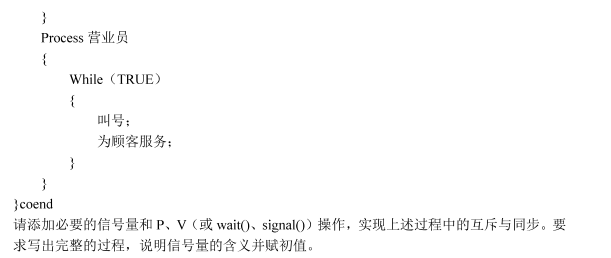 }
Process 营业员
{
While（TRUE）
{
叫号；
为顾客服务；
}
}
}coend
请添加必要的信号量和 P、V（或 wait()、signal()）操作，实现上述过程中的互斥与同步。要
求写出完整的过程，说明信号量的含义并赋初值。